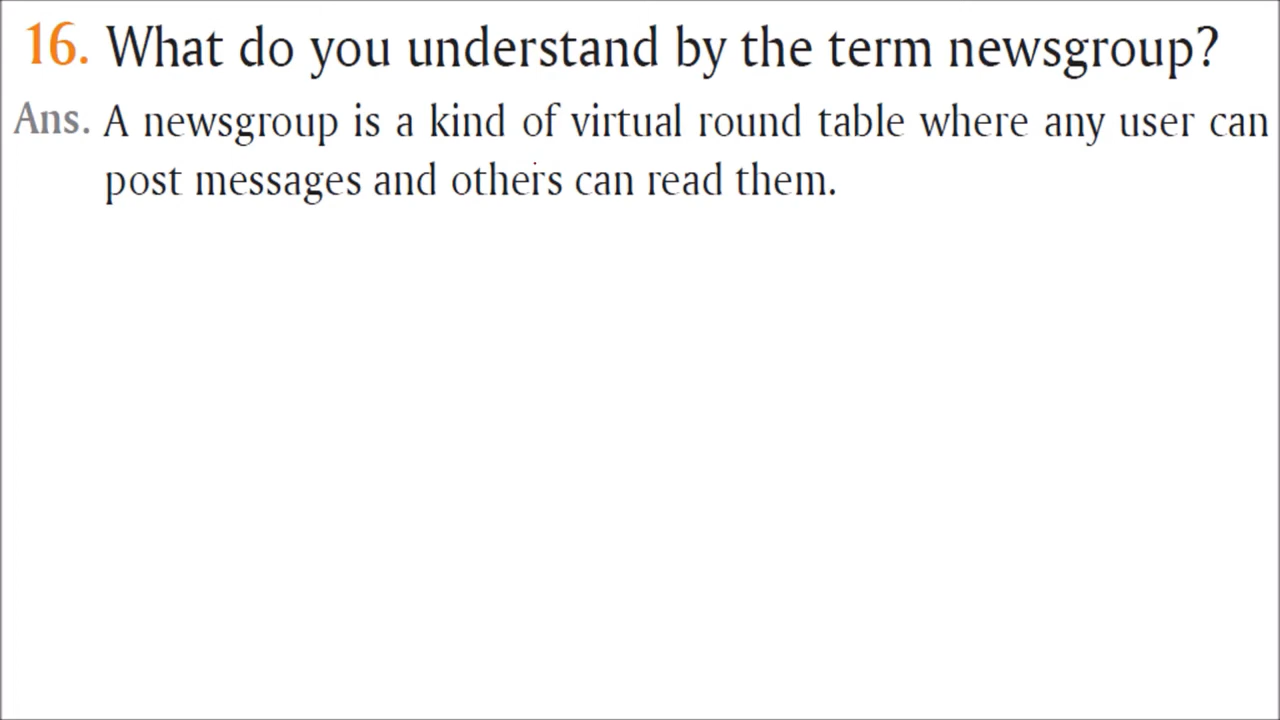 16. What do you understand by the term newsgroup?
Ans. A newsgroup is a kind of virtual round table where any user can
post messages and others can read them.